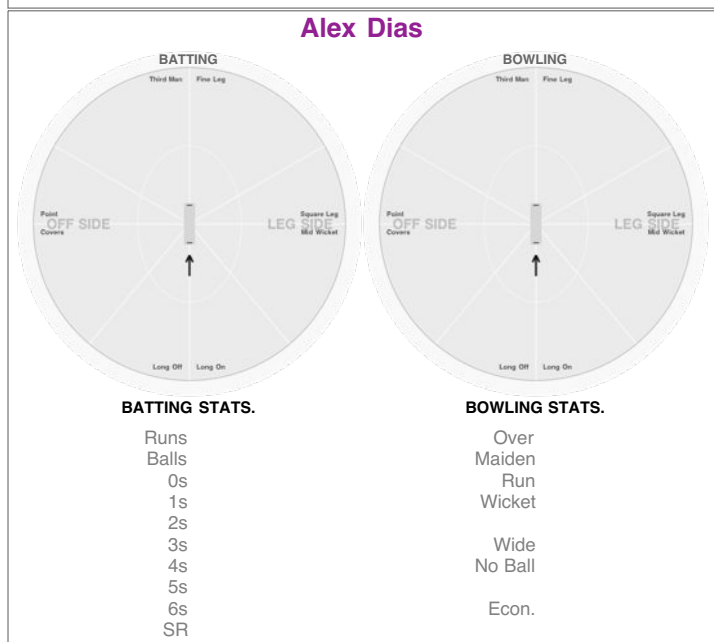 Alex Dias
BATTING
Third Man Fine Leg
Point
OFF SIDE
Covers
Square Leg
LEG SIDE
Mid Wicket
Long Off Long On
BOWLING
Third Man Fine Leg
Point
OFF SIDE
Covers
Square Leg
LEG SIDE
Mid Wicket
Long Off Long On
BATTING STATS.
Runs
Balls
0s
1s
2s
3s
4s
5s
6s
SR
BOWLING STATS.
Over
Maiden
Run
Wicket
Wide
No Ball
Econ.